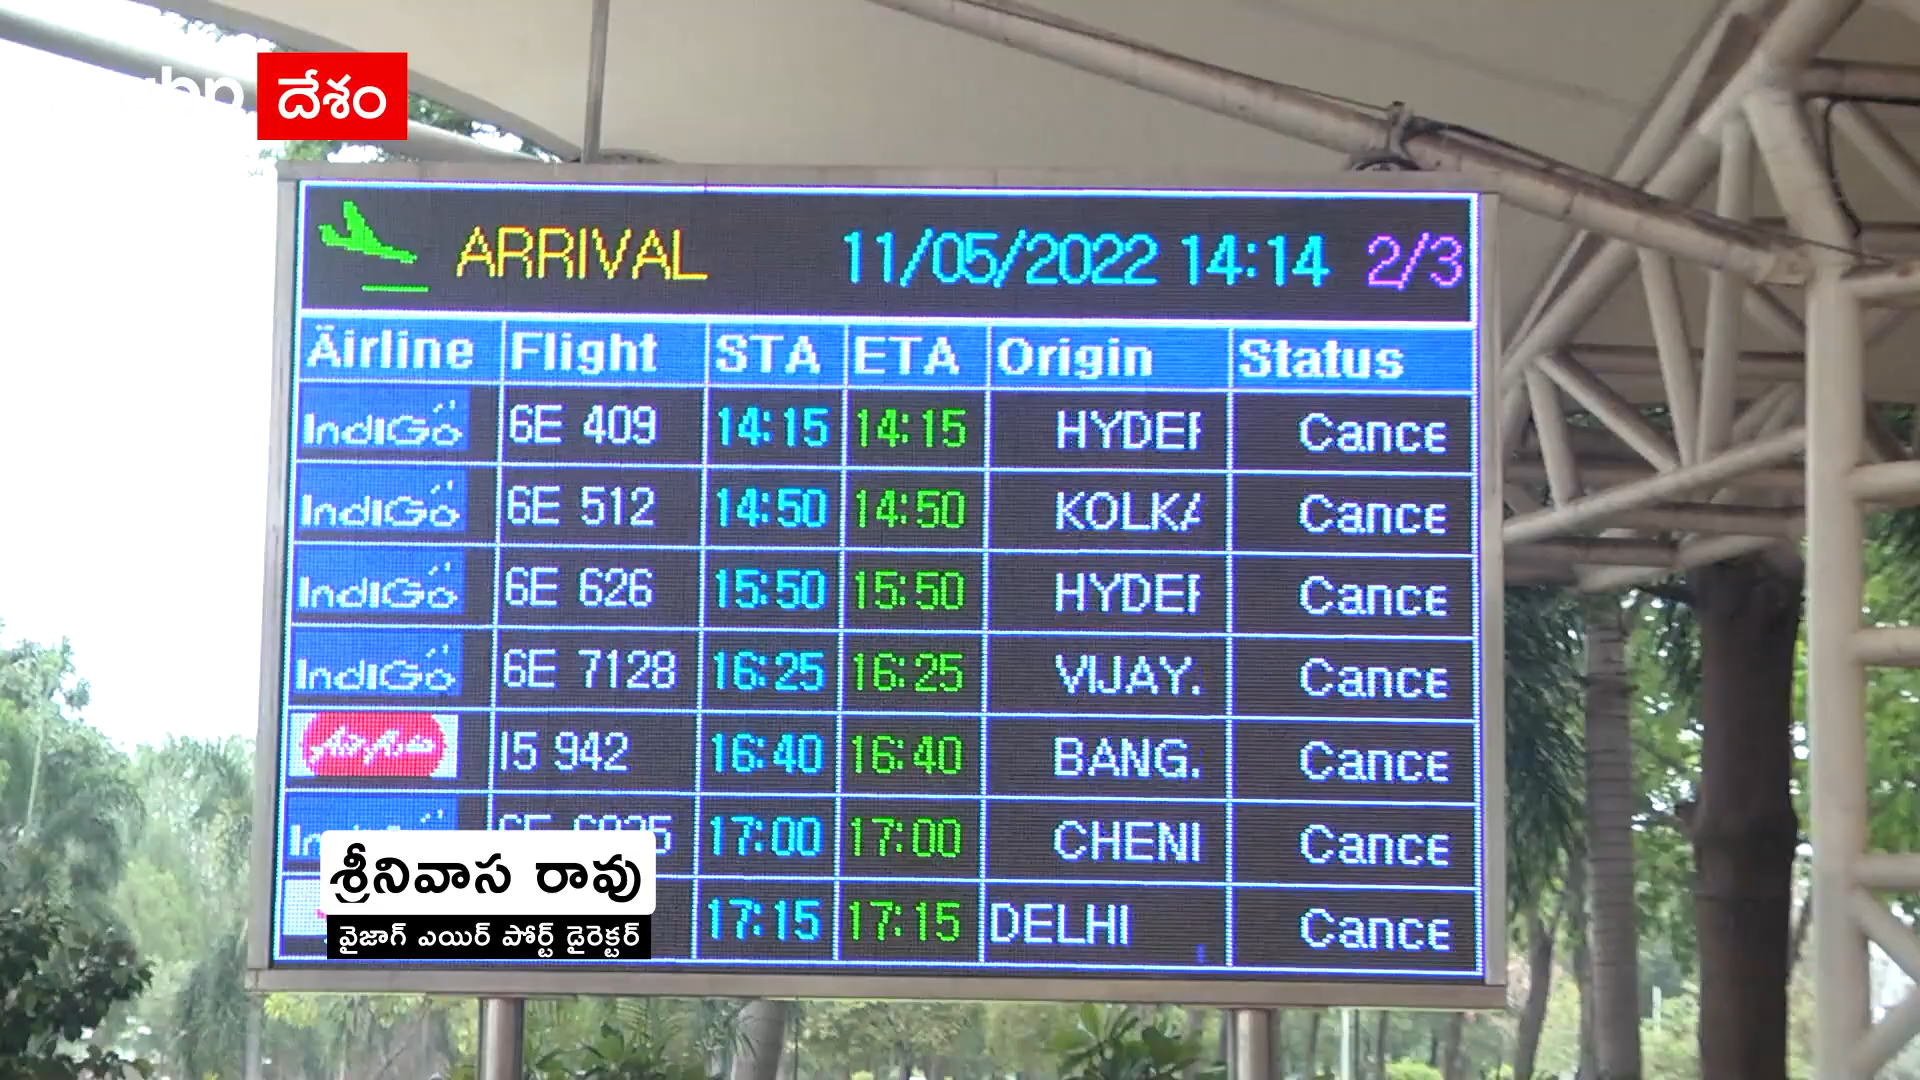 దేశం
ARRIVAL 11/05/2022 14:14 2/3
Airline Flight STA ETA Origin Status
IndiGo 6E 409 14:15 14:15 HYDER Cance
IndiGo 6E 512 14:50 14:50 KOLKA Cance
IndiGo 6E 626 15:50 15:50 HYDER Cance
IndiGo 6E 7128 16:25 16:25 VIJAY. Cance
AirAsia I5 942 16:40 16:40 BANG. Cance
17:00 17:00 CHENI Cance
17:15 17:15 DELHI Cance
శ్రీనివాస రావు
వైజాగ్ ఎయిర్ పోర్ట్ డైరెక్టర్